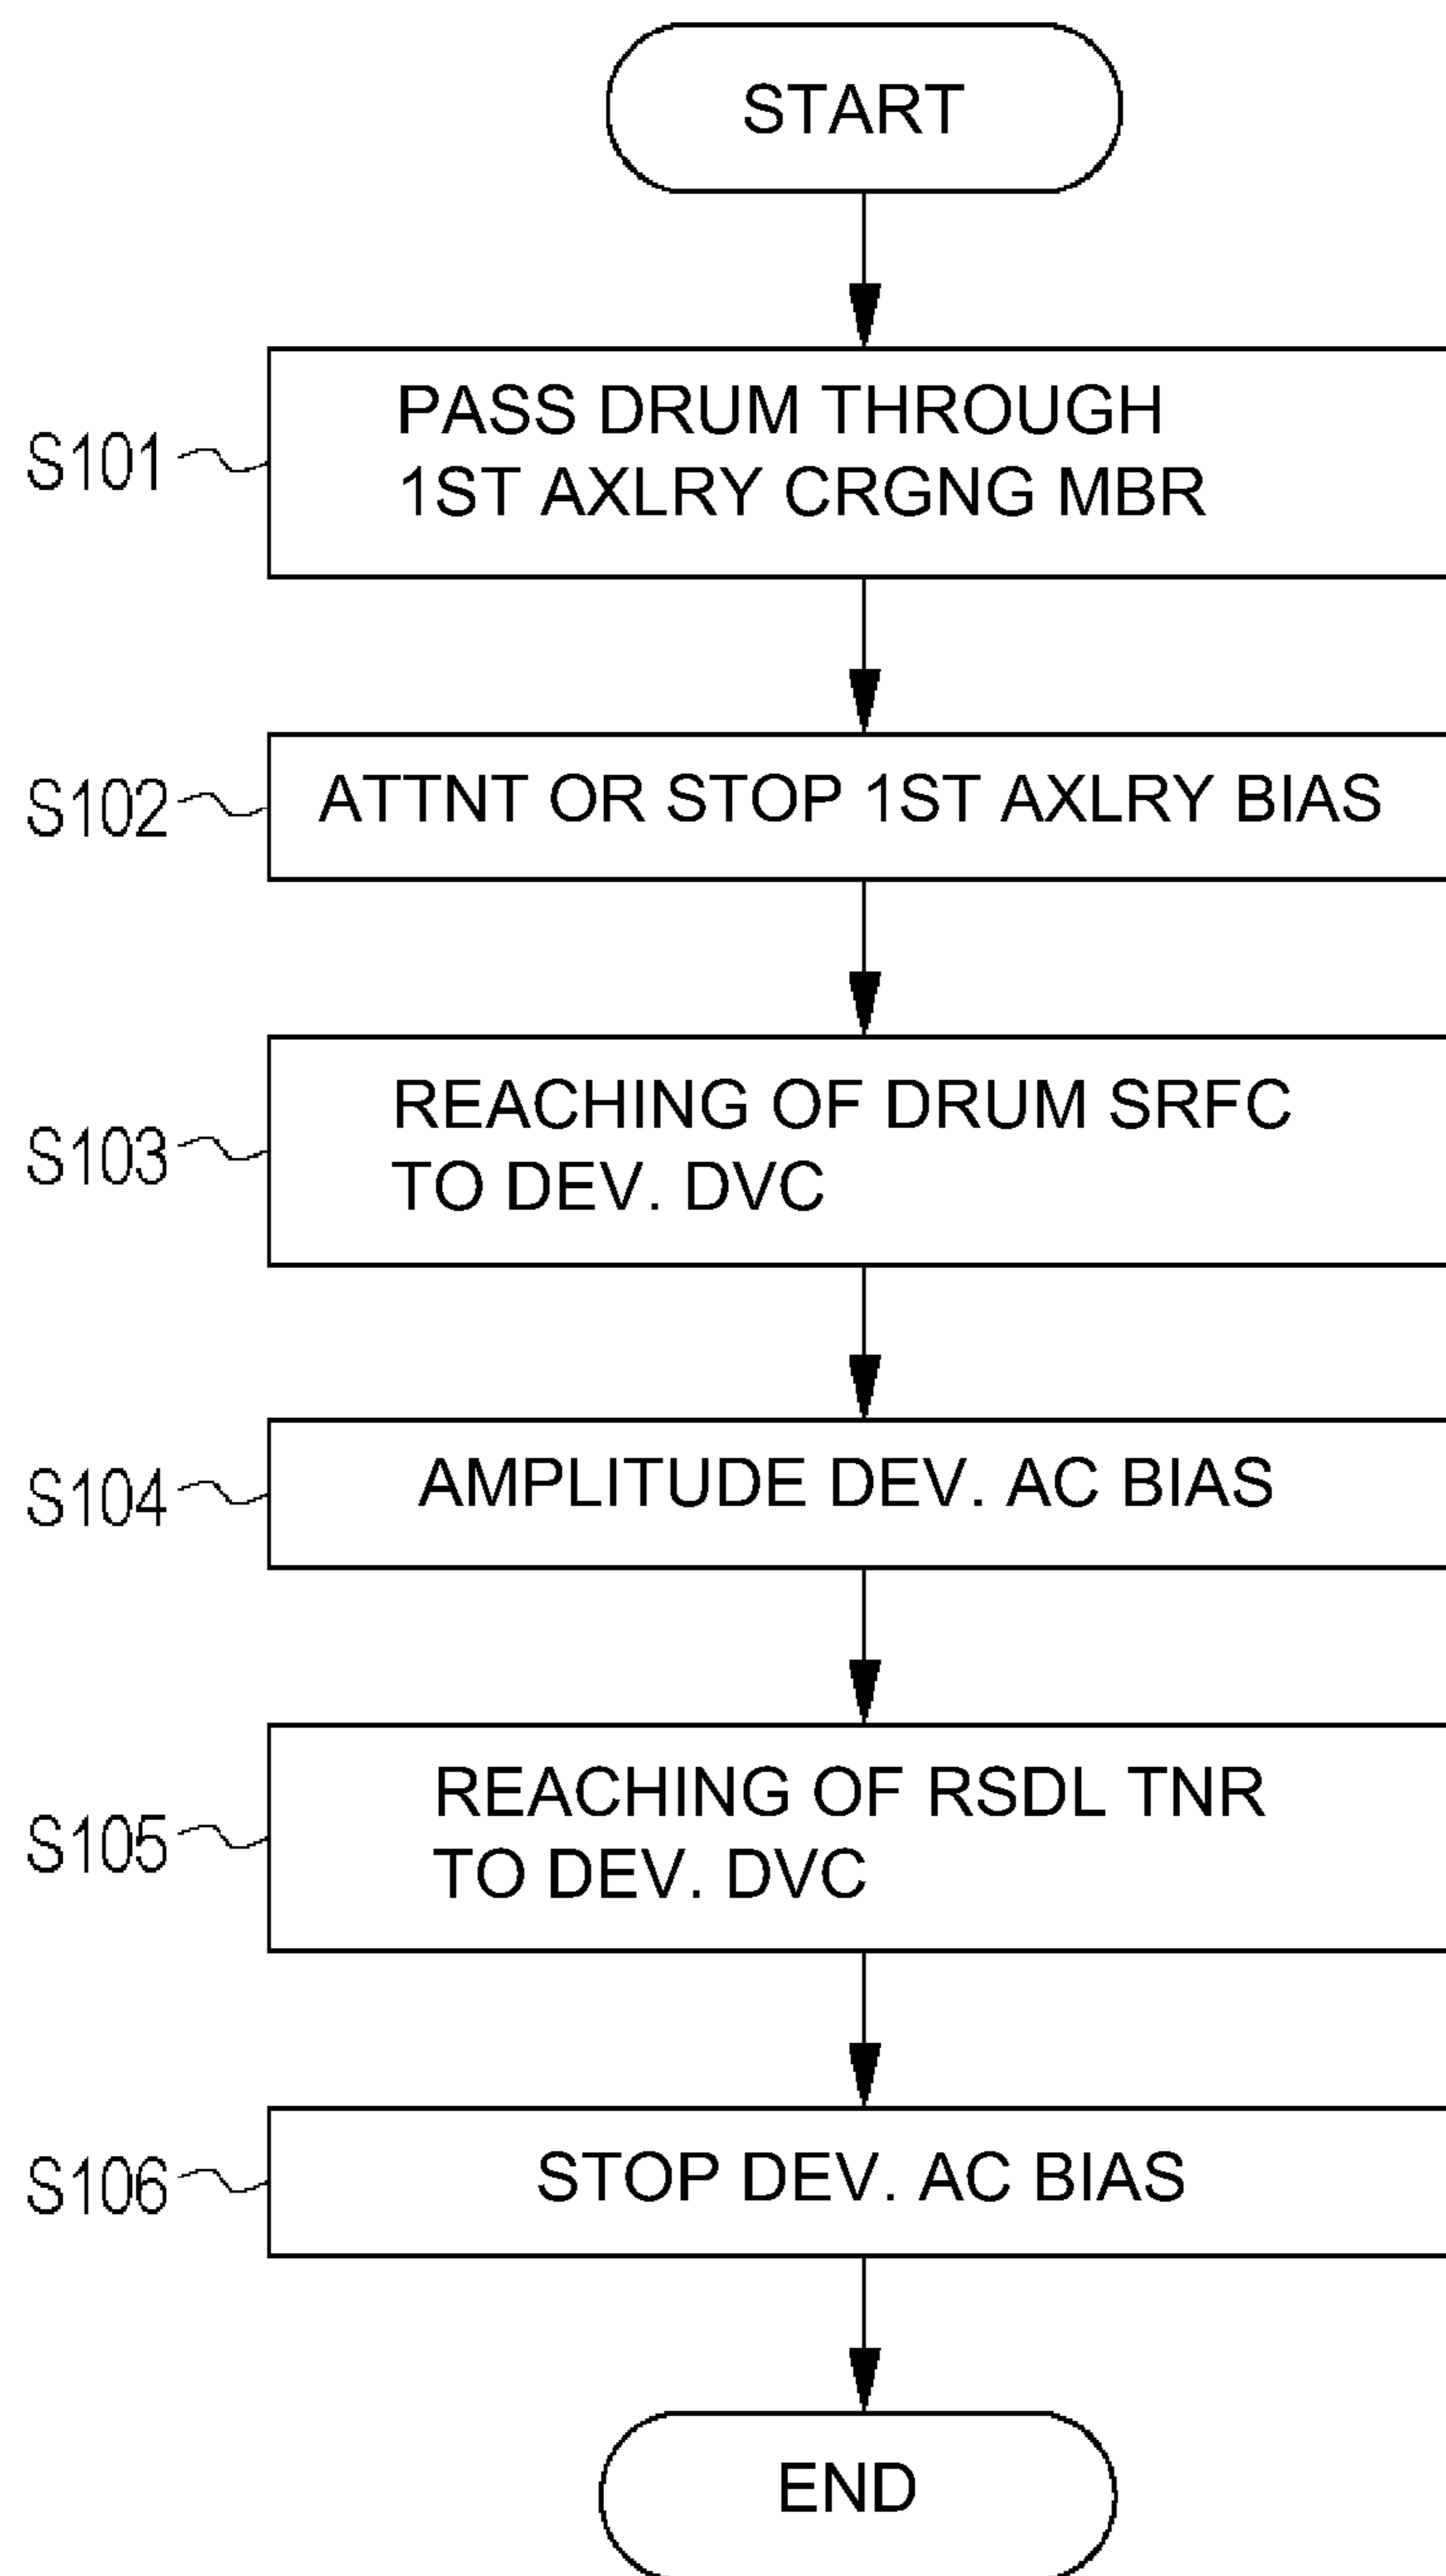 START
S101
PASS DRUM THROUGH
1ST AXLRY CRGNG MBR
S102
ATTNT OR STOP 1ST AXLRY BIAS
S103
REACHING OF DRUM SRFC
TO DEV. DVC
S104
AMPLITUDE DEV. AC BIAS
S105
REACHING OF RSDL TNR
TO DEV. DVC
S106
STOP DEV. AC BIAS
END